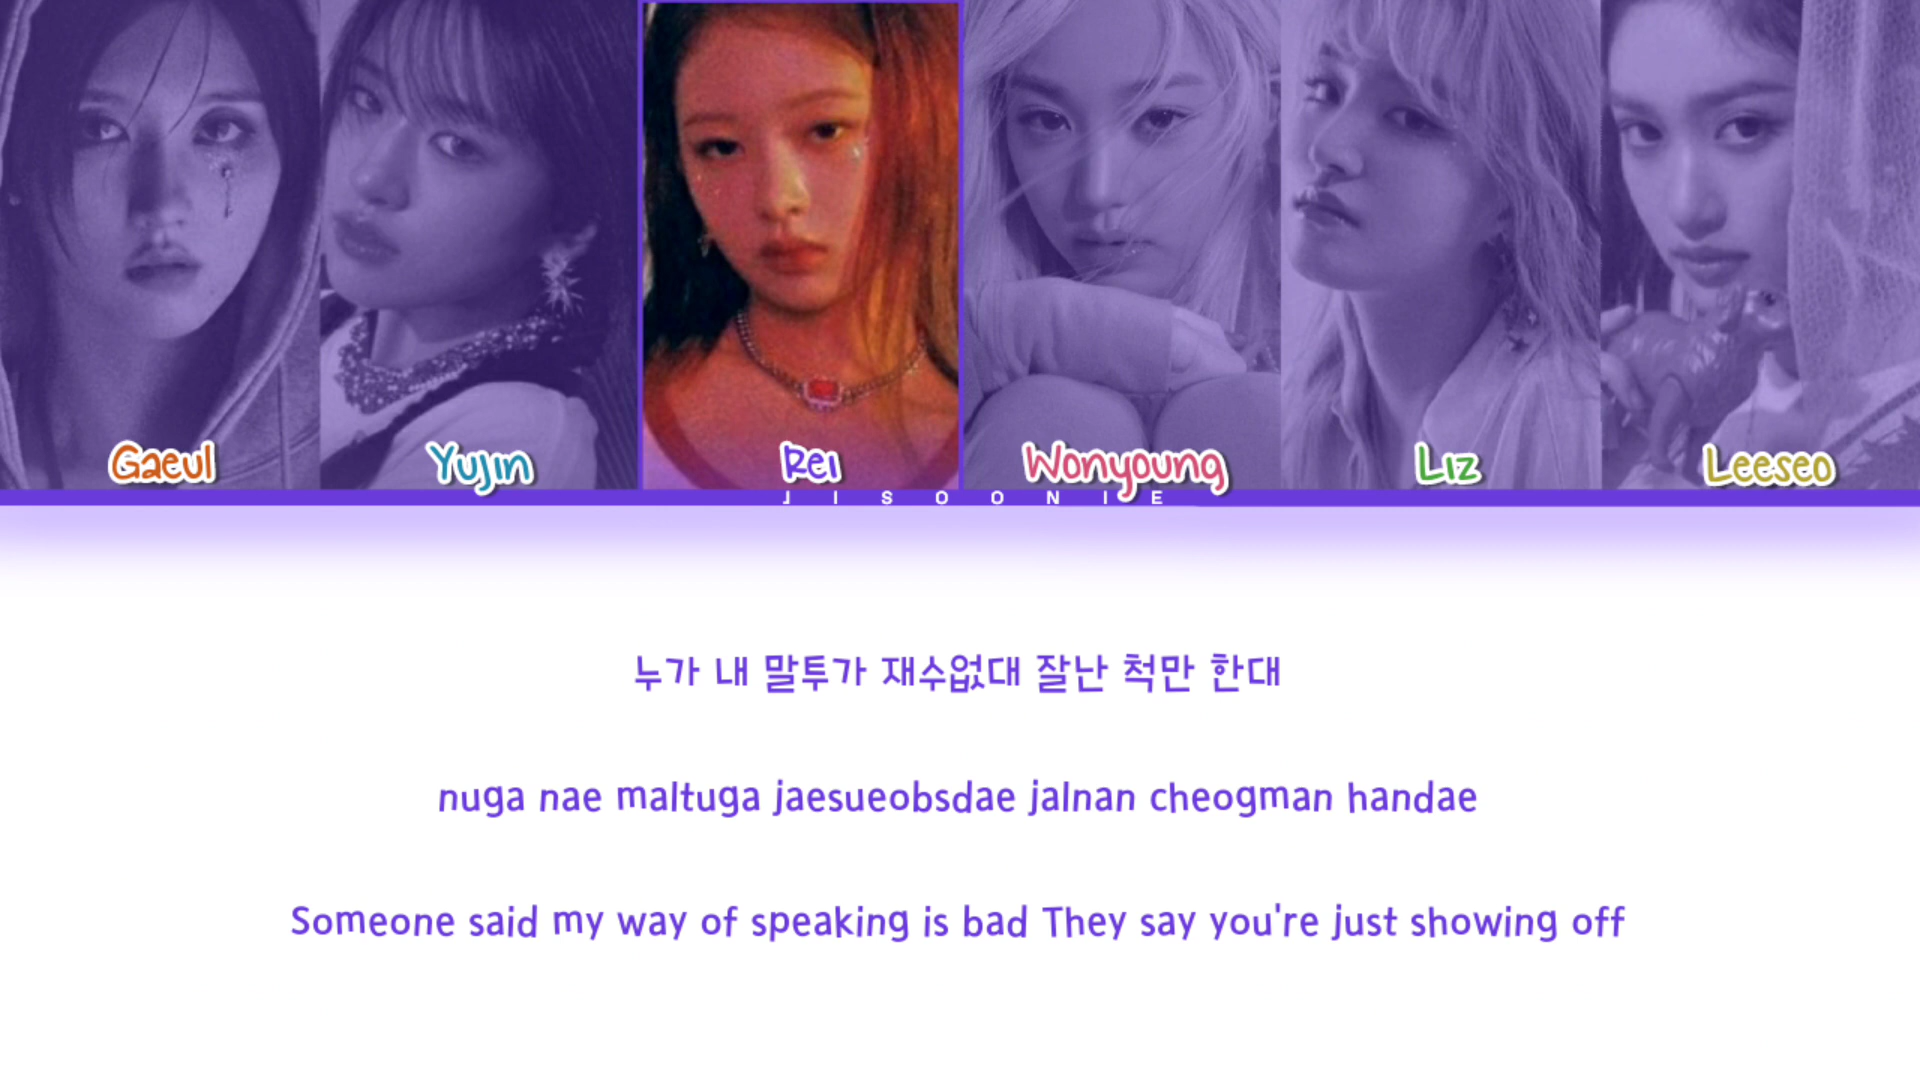 Gaeul Yujin Rei Wonyoung Liz Leeseo
JISOONIE
누가 내 말투가 재수없대 잘난 척만 한대
nuga nae maltuga jaesueobsdae jalnan cheogman handae
Someone said my way of speaking is bad They say you're just showing off